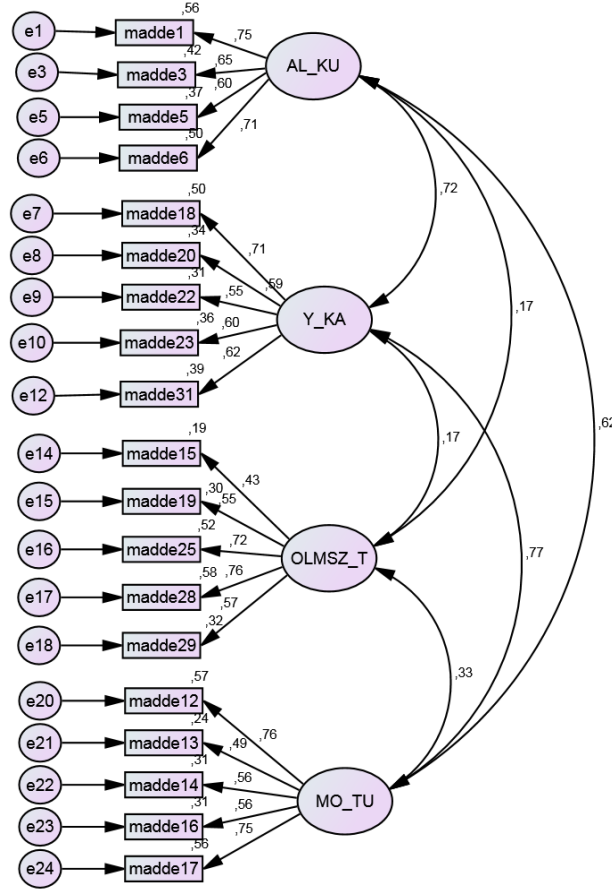 ,56
e1 madde1 ,75
,42
e3 madde3 ,65 AL_KU
,37 ,60
e5 madde5
,50 ,71
e6 madde6
,72
,50
e7 madde18
,34 ,71
e8 madde20
,31 ,59
e9 madde22 ,55
,36 ,60 Y_KA
e10 madde23
,62
,39
e12 madde31
,17
,62
,19
e14 madde15
,17
,43
,30 ,55
e15 madde19
,52
e16 madde25 ,72 OLMSZ_T
,77
,58 ,76
e17 madde28
,57
,32
e18 madde29
,33
,57
e20 madde12
,24 ,76
e21 madde13 ,49
,31
e22 madde14 ,56
,31 MO_TU
e23 madde16 ,56
,75
,56
e24 madde17